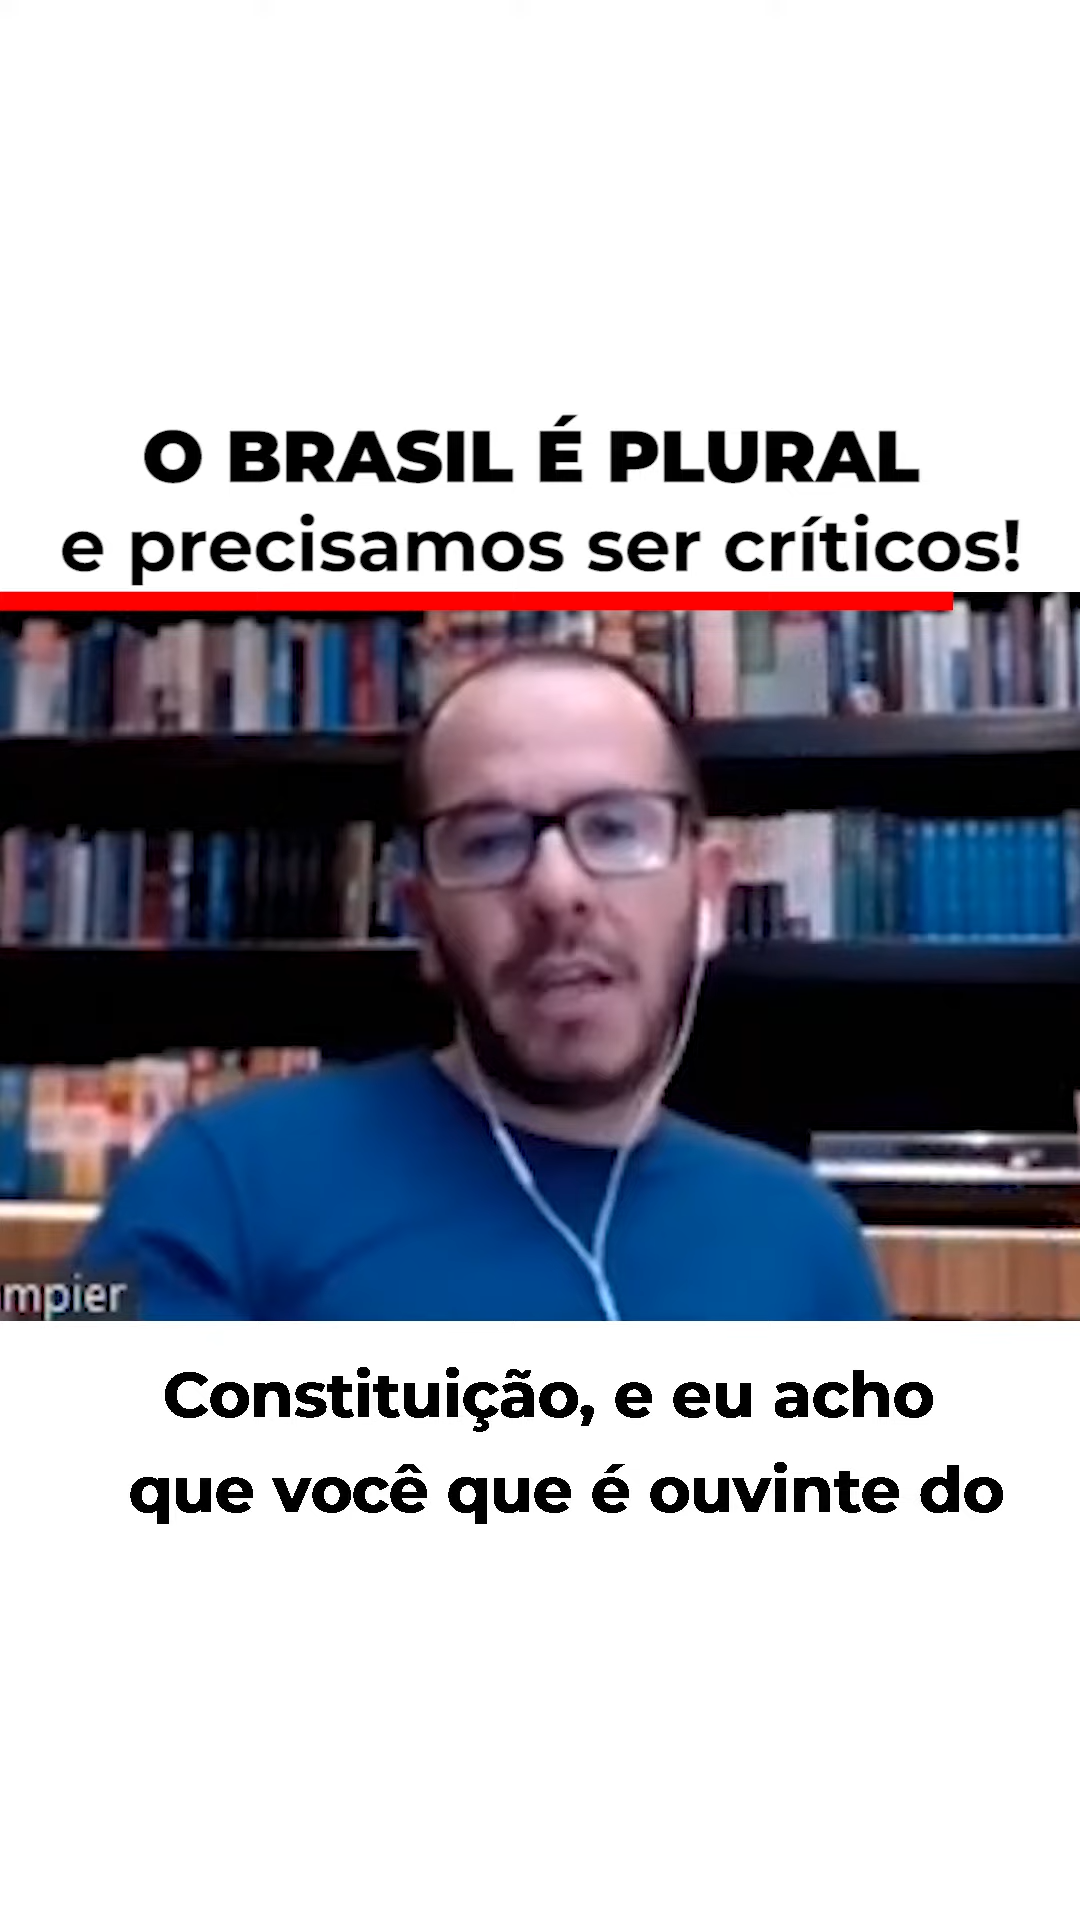 O BRASIL É PLURAL
e precisamos ser críticos!
mpier
Constituição, e eu acho
que você que é ouvinte do